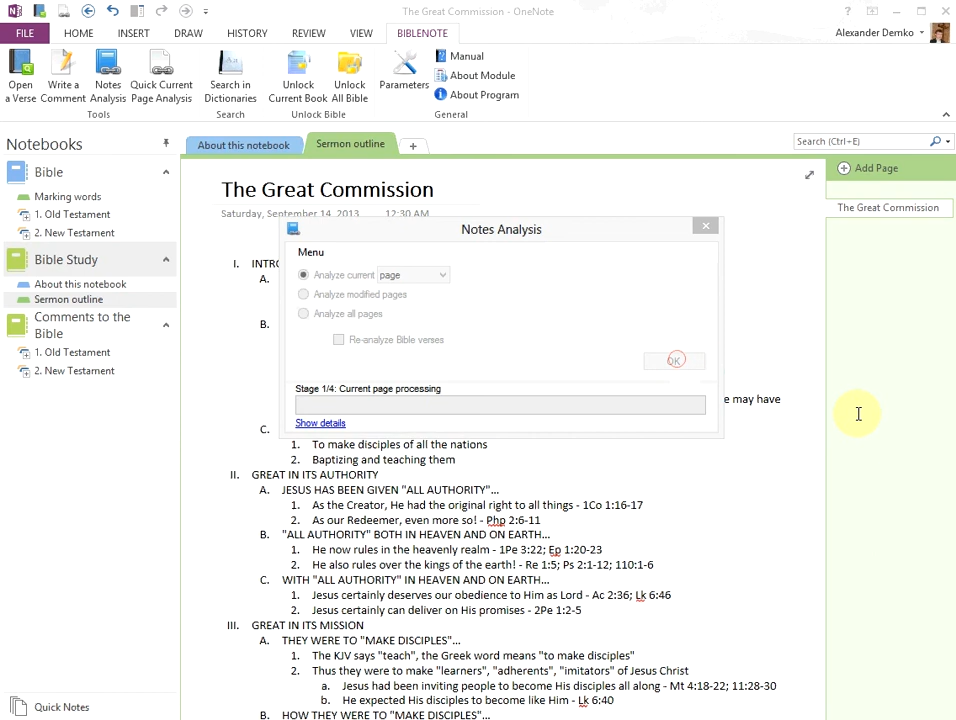 The Great Commission - OneNote
FILE HOME INSERT DRAW HISTORY REVIEW VIEW BIBLENOTE Alexander Demko
Open a Verse
Write a Comment
Notes Analysis
Quick Current Page Analysis
Search in Dictionaries
Unlock Current Book
Unlock All Bible
Parameters
Manual
About Module
About Program
Tools Search Unlock Bible General
Notebooks
Bible
Marking words
1. Old Testament
2. New Testament
Bible Study
About this notebook
Sermon outline
Comments to the Bible
1. Old Testament
2. New Testament
Quick Notes
About this notebook Sermon outline
Search (Ctrl+E)
Add Page
The Great Commission
The Great Commission
Saturday, September 14, 2013 12:30 AM
I. INTR
A.
B.
e may have
C.
1. To make disciples of all the nations
2. Baptizing and teaching them
II. GREAT IN ITS AUTHORITY
A. JESUS HAS BEEN GIVEN "ALL AUTHORITY"...
1. As the Creator, He had the original right to all things - 1Co 1:16-17
2. As our Redeemer, even more so! - Php 2:6-11
B. "ALL AUTHORITY" BOTH IN HEAVEN AND ON EARTH...
1. He now rules in the heavenly realm - 1Pe 3:22; Ep 1:20-23
2. He also rules over the kings of the earth! - Re 1:5; Ps 2:1-12; 110:1-6
C. WITH "ALL AUTHORITY" IN HEAVEN AND ON EARTH...
1. Jesus certainly deserves our obedience to Him as Lord - Ac 2:36; Lk 6:46
2. Jesus certainly can deliver on His promises - 2Pe 1:2-5
III. GREAT IN ITS MISSION
A. THEY WERE TO "MAKE DISCIPLES"...
1. The KJV says "teach", the Greek word means "to make disciples"
2. Thus they were to make "learners", "adherents", "imitators" of Jesus Christ
a. Jesus had been inviting people to become His disciples all along - Mt 4:18-22; 11:28-30
b. He expected His disciples to become like Him - Lk 6:40
B. HOW THEY WERE TO "MAKE DISCIPLES"...
Notes Analysis
Menu
Analyze current page
Analyze modified pages
Analyze all pages
Re-analyze Bible verses
OK
Stage 1/4: Current page processing
Show details